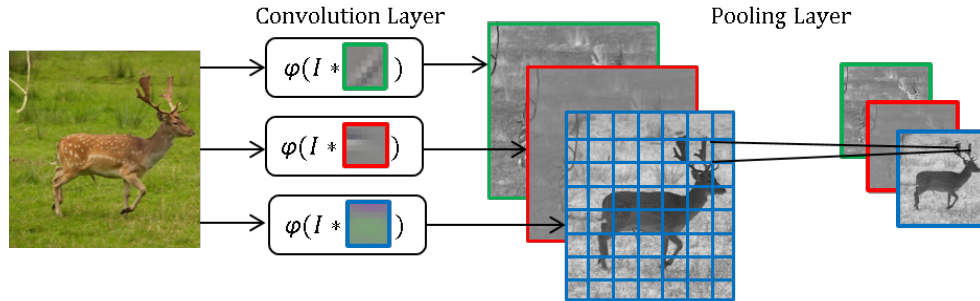 Convolution Layer
Pooling Layer
φ(I * )
φ(I * )
φ(I * )